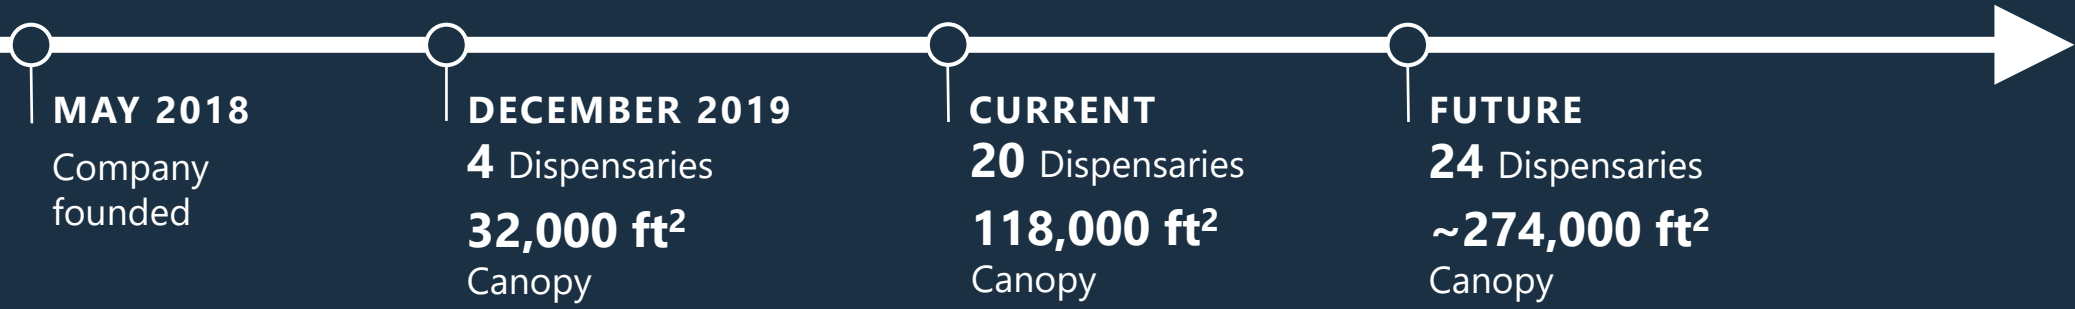 MAY 2018
Company
founded
DECEMBER 2019
4 Dispensaries
32,000 ft²
Canopy
CURRENT
20 Dispensaries
118,000 ft²
Canopy
FUTURE
24 Dispensaries
~274,000 ft²
Canopy